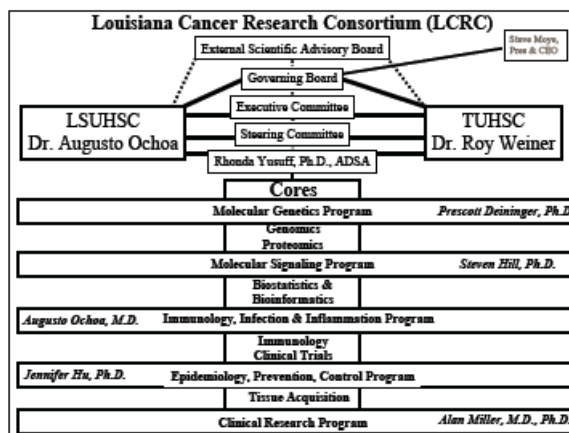 Louisiana Cancer Research Consortium (LCRC)
External Scientific Advisory Board
Steve Moye,
Pres & CEO
Governing Board
LSUHSC
Dr. Augusto Ochoa
Executive Committee
TUHSC
Dr. Roy Weiner
Steering Committee
Rhonda Yusuff, Ph.D., ADSA
Cores
Molecular Genetics Program
Prescott Deininger, Ph.D
Genomics
Proteomics
Molecular Signaling Program
Steven Hill, Ph.D.
Biostatistics &
Bioinformatics
Augusto Ochoa, M.D.
Immunology, Infection & Inflammation Program
Immunology
Clinical Trials
Jennifer Hu, Ph.D.
Epidemiology, Prevention, Control Program
Tissue Acquisition
Clinical Research Program
Alan Miller, M.D., Ph.D.